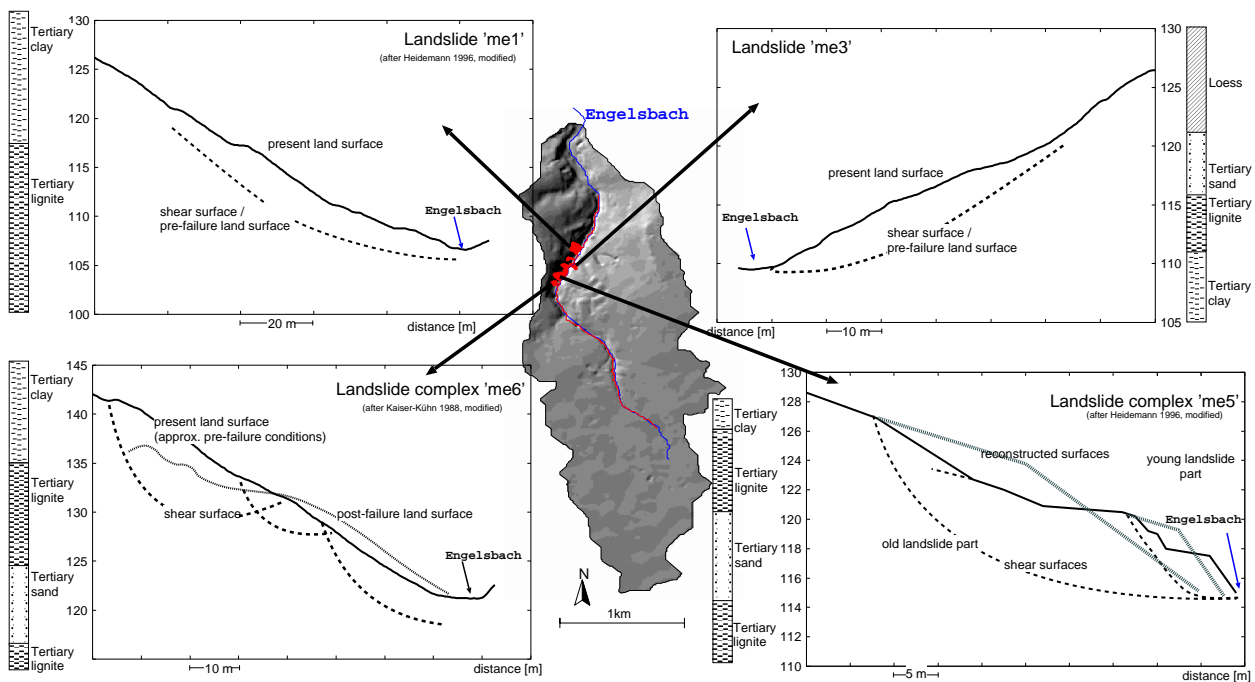 Tertiary
clay
Tertiary
lignite
130
125
120
115
110
105
100
Landslide 'me1'
(after Heidemann 1996, modified)
present land surface
shear surface /
pre-failure land surface
Engelsbach
20 m
distance [m]
Engelsbach
N
1km
Landslide 'me3'
present land surface
Engelsbach
shear surface /
pre-failure land surface
10 m
distance [m]
130
125
120
115
110
105
Loess
Tertiary
sand
Tertiary
lignite
Tertiary
clay
Tertiary
clay
Tertiary
lignite
Tertiary
sand
Tertiary
lignite
145
142
140
135
130
131
129
125
126
120
121
Landslide complex 'me6'
(after Kaiser-Kühn 1988, modified)
present land surface
(approx. pre-failure conditions)
shear surface
post-failure land surface
Engelsbach
10 m
distance [m]
Tertiary
clay
Tertiary
lignite
Tertiary
sand
Tertiary
lignite
130
128
126
124
122
120
118
116
114
112
110
Landslide complex 'me5'
(after Heidemann 1996, modified)
reconstructed surfaces
young landslide
part
Engelsbach
old landslide part
shear surfaces
5 m
distance [m]